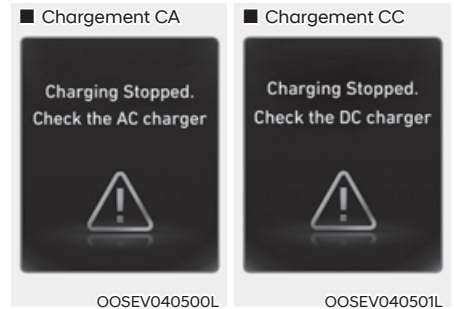 ■ Chargement CA
Charging Stopped.
Check the AC charger
OOSEV040500L
■ Chargement CC
Charging Stopped.
Check the DC charger
OOSEV040501L